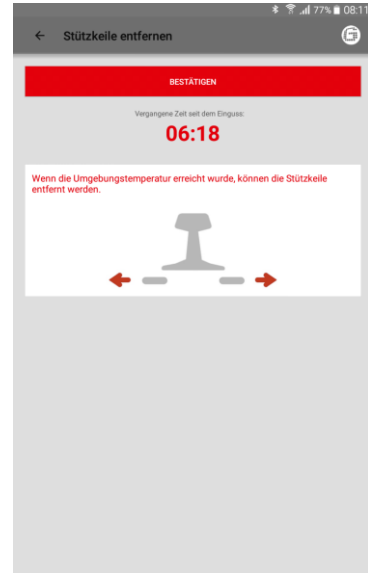 77% 08:11
Stützkeile entfernen
BESTÄTIGEN
Vergangene Zeit seit dem Einguss:
06:18
Wenn die Umgebungstemperatur erreicht wurde, können die Stützkeile
entfernt werden.